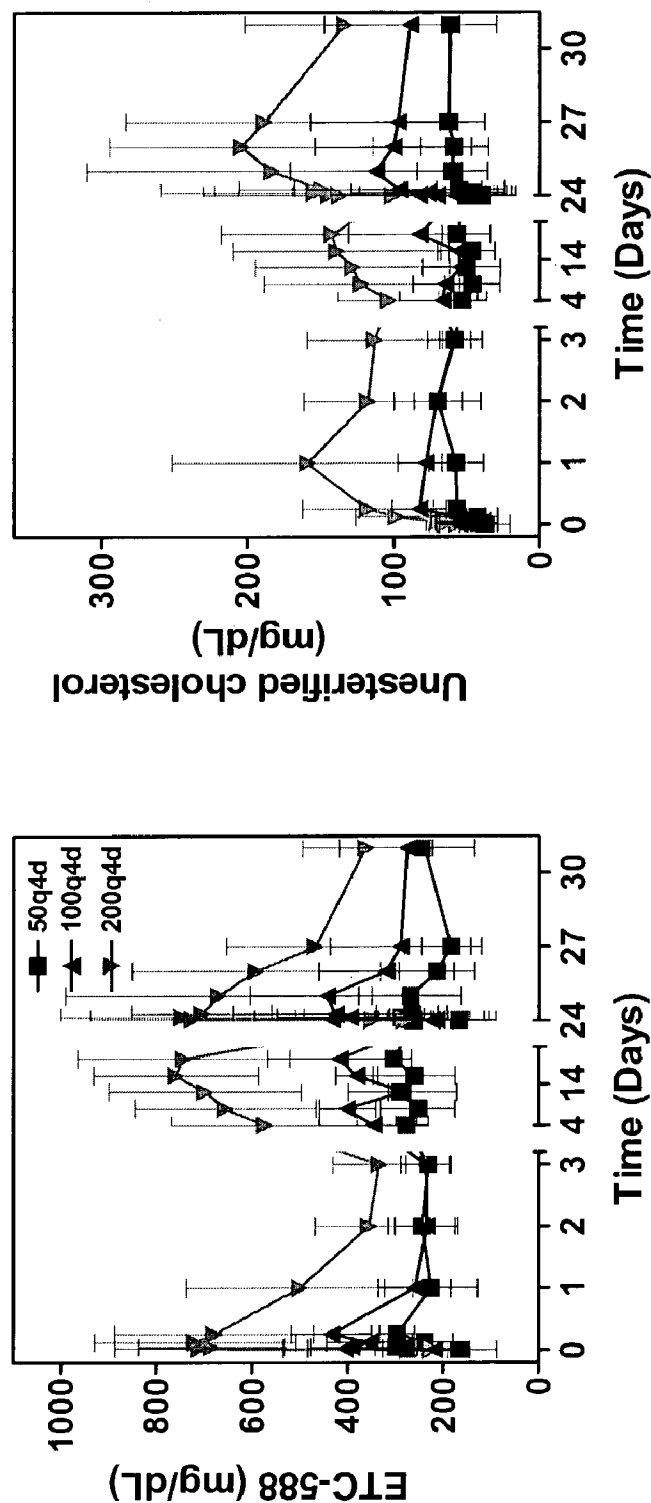 ETC-588 (mg/dL)
1000
800
600
400
200
0
50q4d
100q4d
200q4d
0 1 2 3 4 14 24 27 30
Time (Days)
Unesterified cholesterol
(mg/dL)
300
200
100
0
0 1 2 3 4 14 24 27 30
Time (Days)